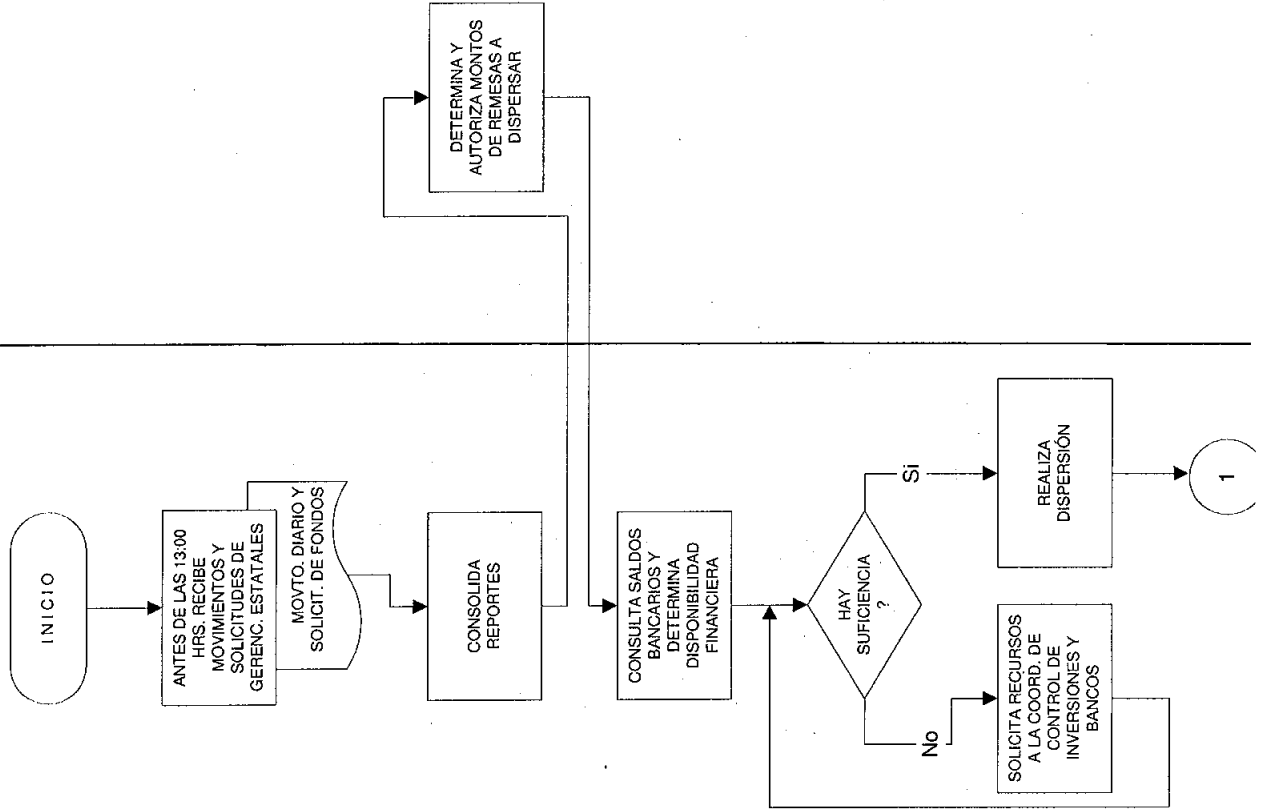 INICIO
ANTES DE LAS 13:00
HRS. RECIBE
MOVIMIENTOS Y
SOLICITUDES DE
GERENC. ESTATALES
MOVTO. DIARIO Y
SOLICIT. DE FONDOS
CONSOLIDA
REPORTES
DETERMINA Y
AUTORIZA MONTOS
DE REMESAS A
DISPERSAR
CONSULTA SALDOS
BANCARIOS Y
DETERMINA
DISPONIBILIDAD
FINANCIERA
HAY
SUFICIENCIA
?
No
Si
SOLICITA RECURSOS
A LA COORD. DE
CONTROL DE
INVERSIONES Y
BANCOS
REALIZA
DISPERSIÓN
1